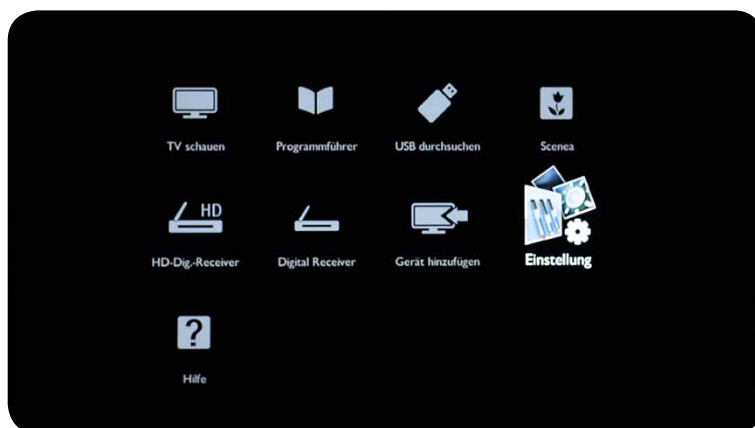 TV schauen
Programmführer
USB durchsuchen
Scenea
HD
HD-Dig.-Receiver
Digital Receiver
Gerät hinzufügen
Einstellung
?
Hilfe